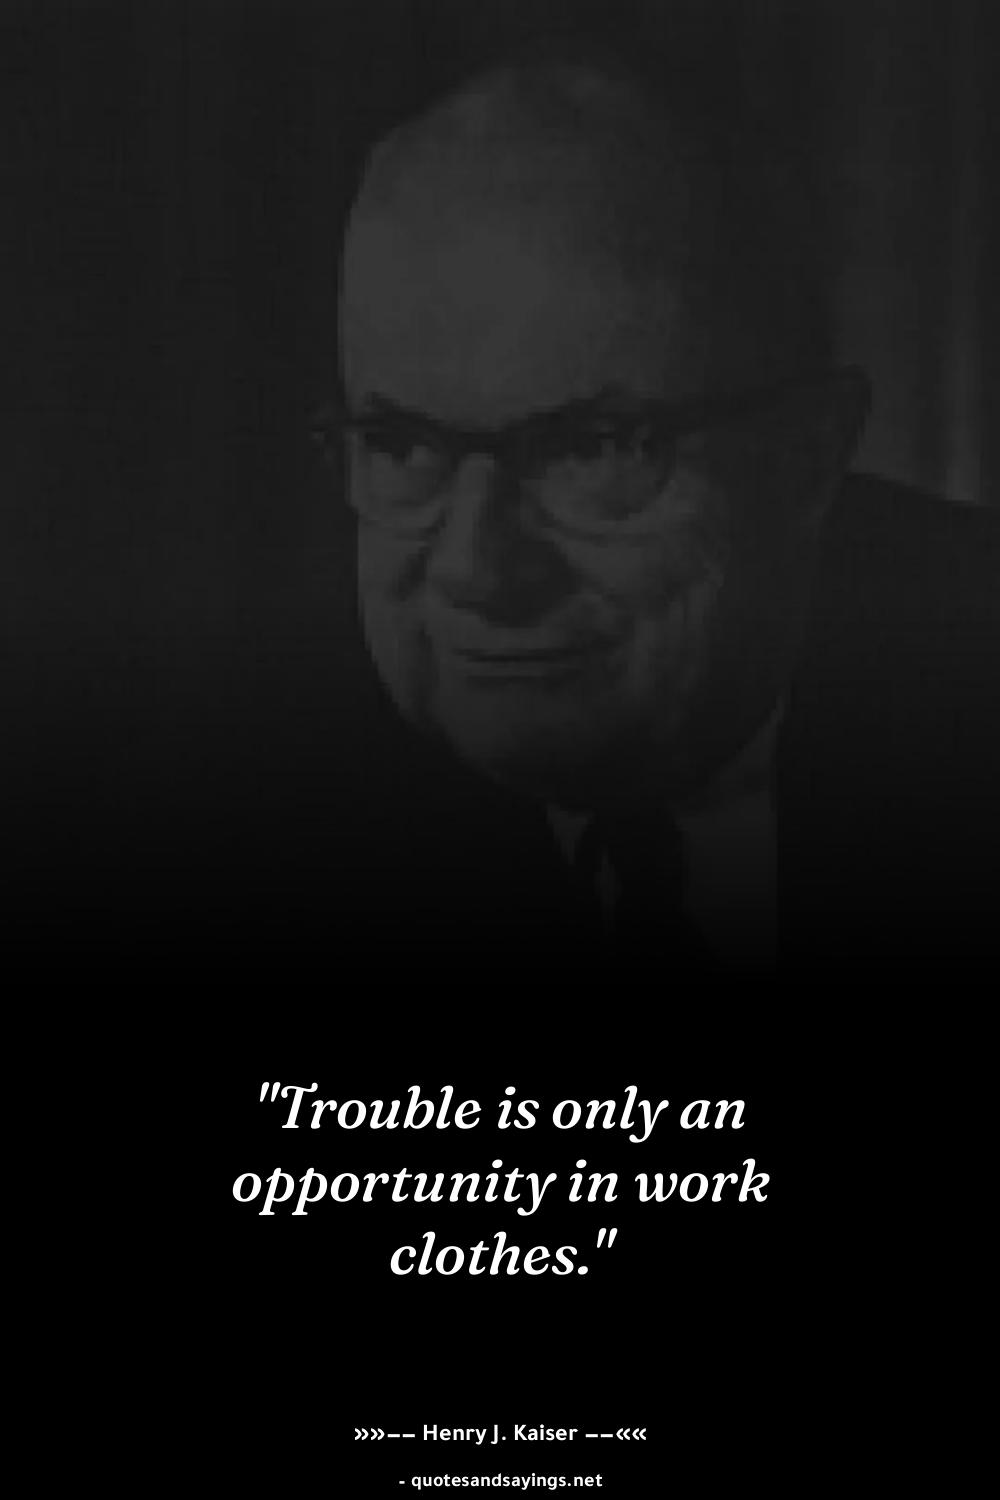 "Trouble is only an
opportunity in work
clothes."
»»−− Henry J. Kaiser −−««
- quotesandsayings.net